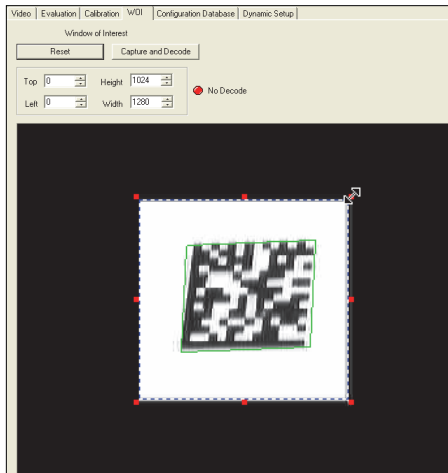 Video Evaluation Calibration WOI Configuration Database Dynamic Setup
Window of Interest
Reset Capture and Decode
Top 0 Height 1024
Left 0 Width 1280
No Decode